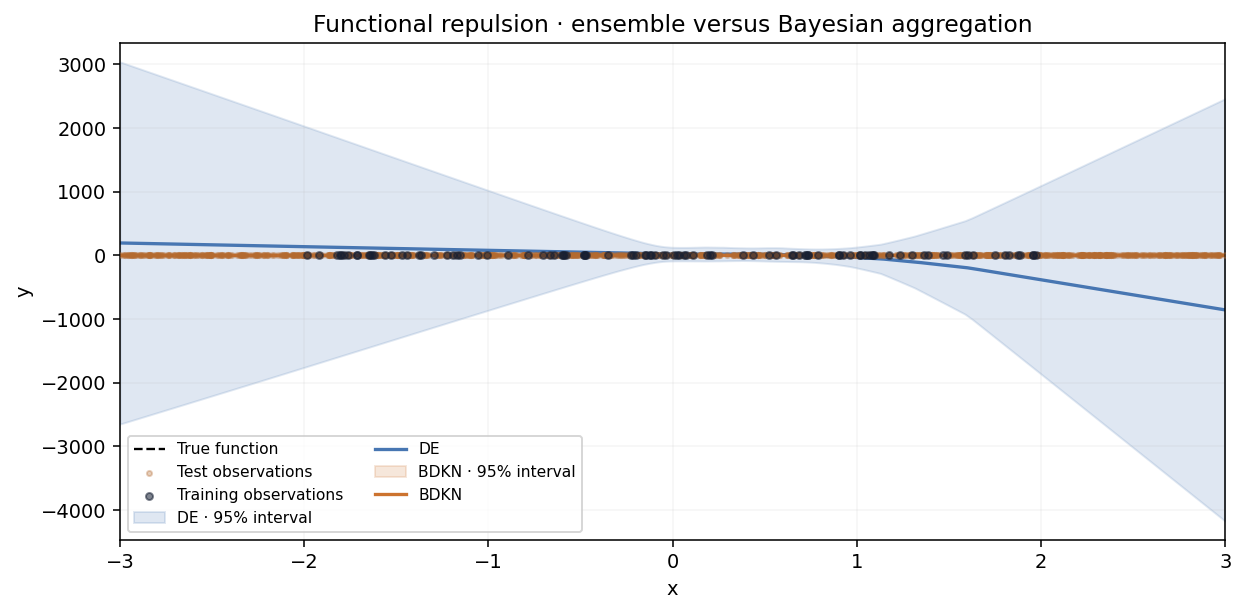 Functional repulsion · ensemble versus Bayesian aggregation
3000
2000
1000
0
−1000
−2000
−3000
−4000
y
True function
Test observations
Training observations
DE · 95% interval
DE
BDKN · 95% interval
BDKN
−3
−2
−1
0
1
2
3
x